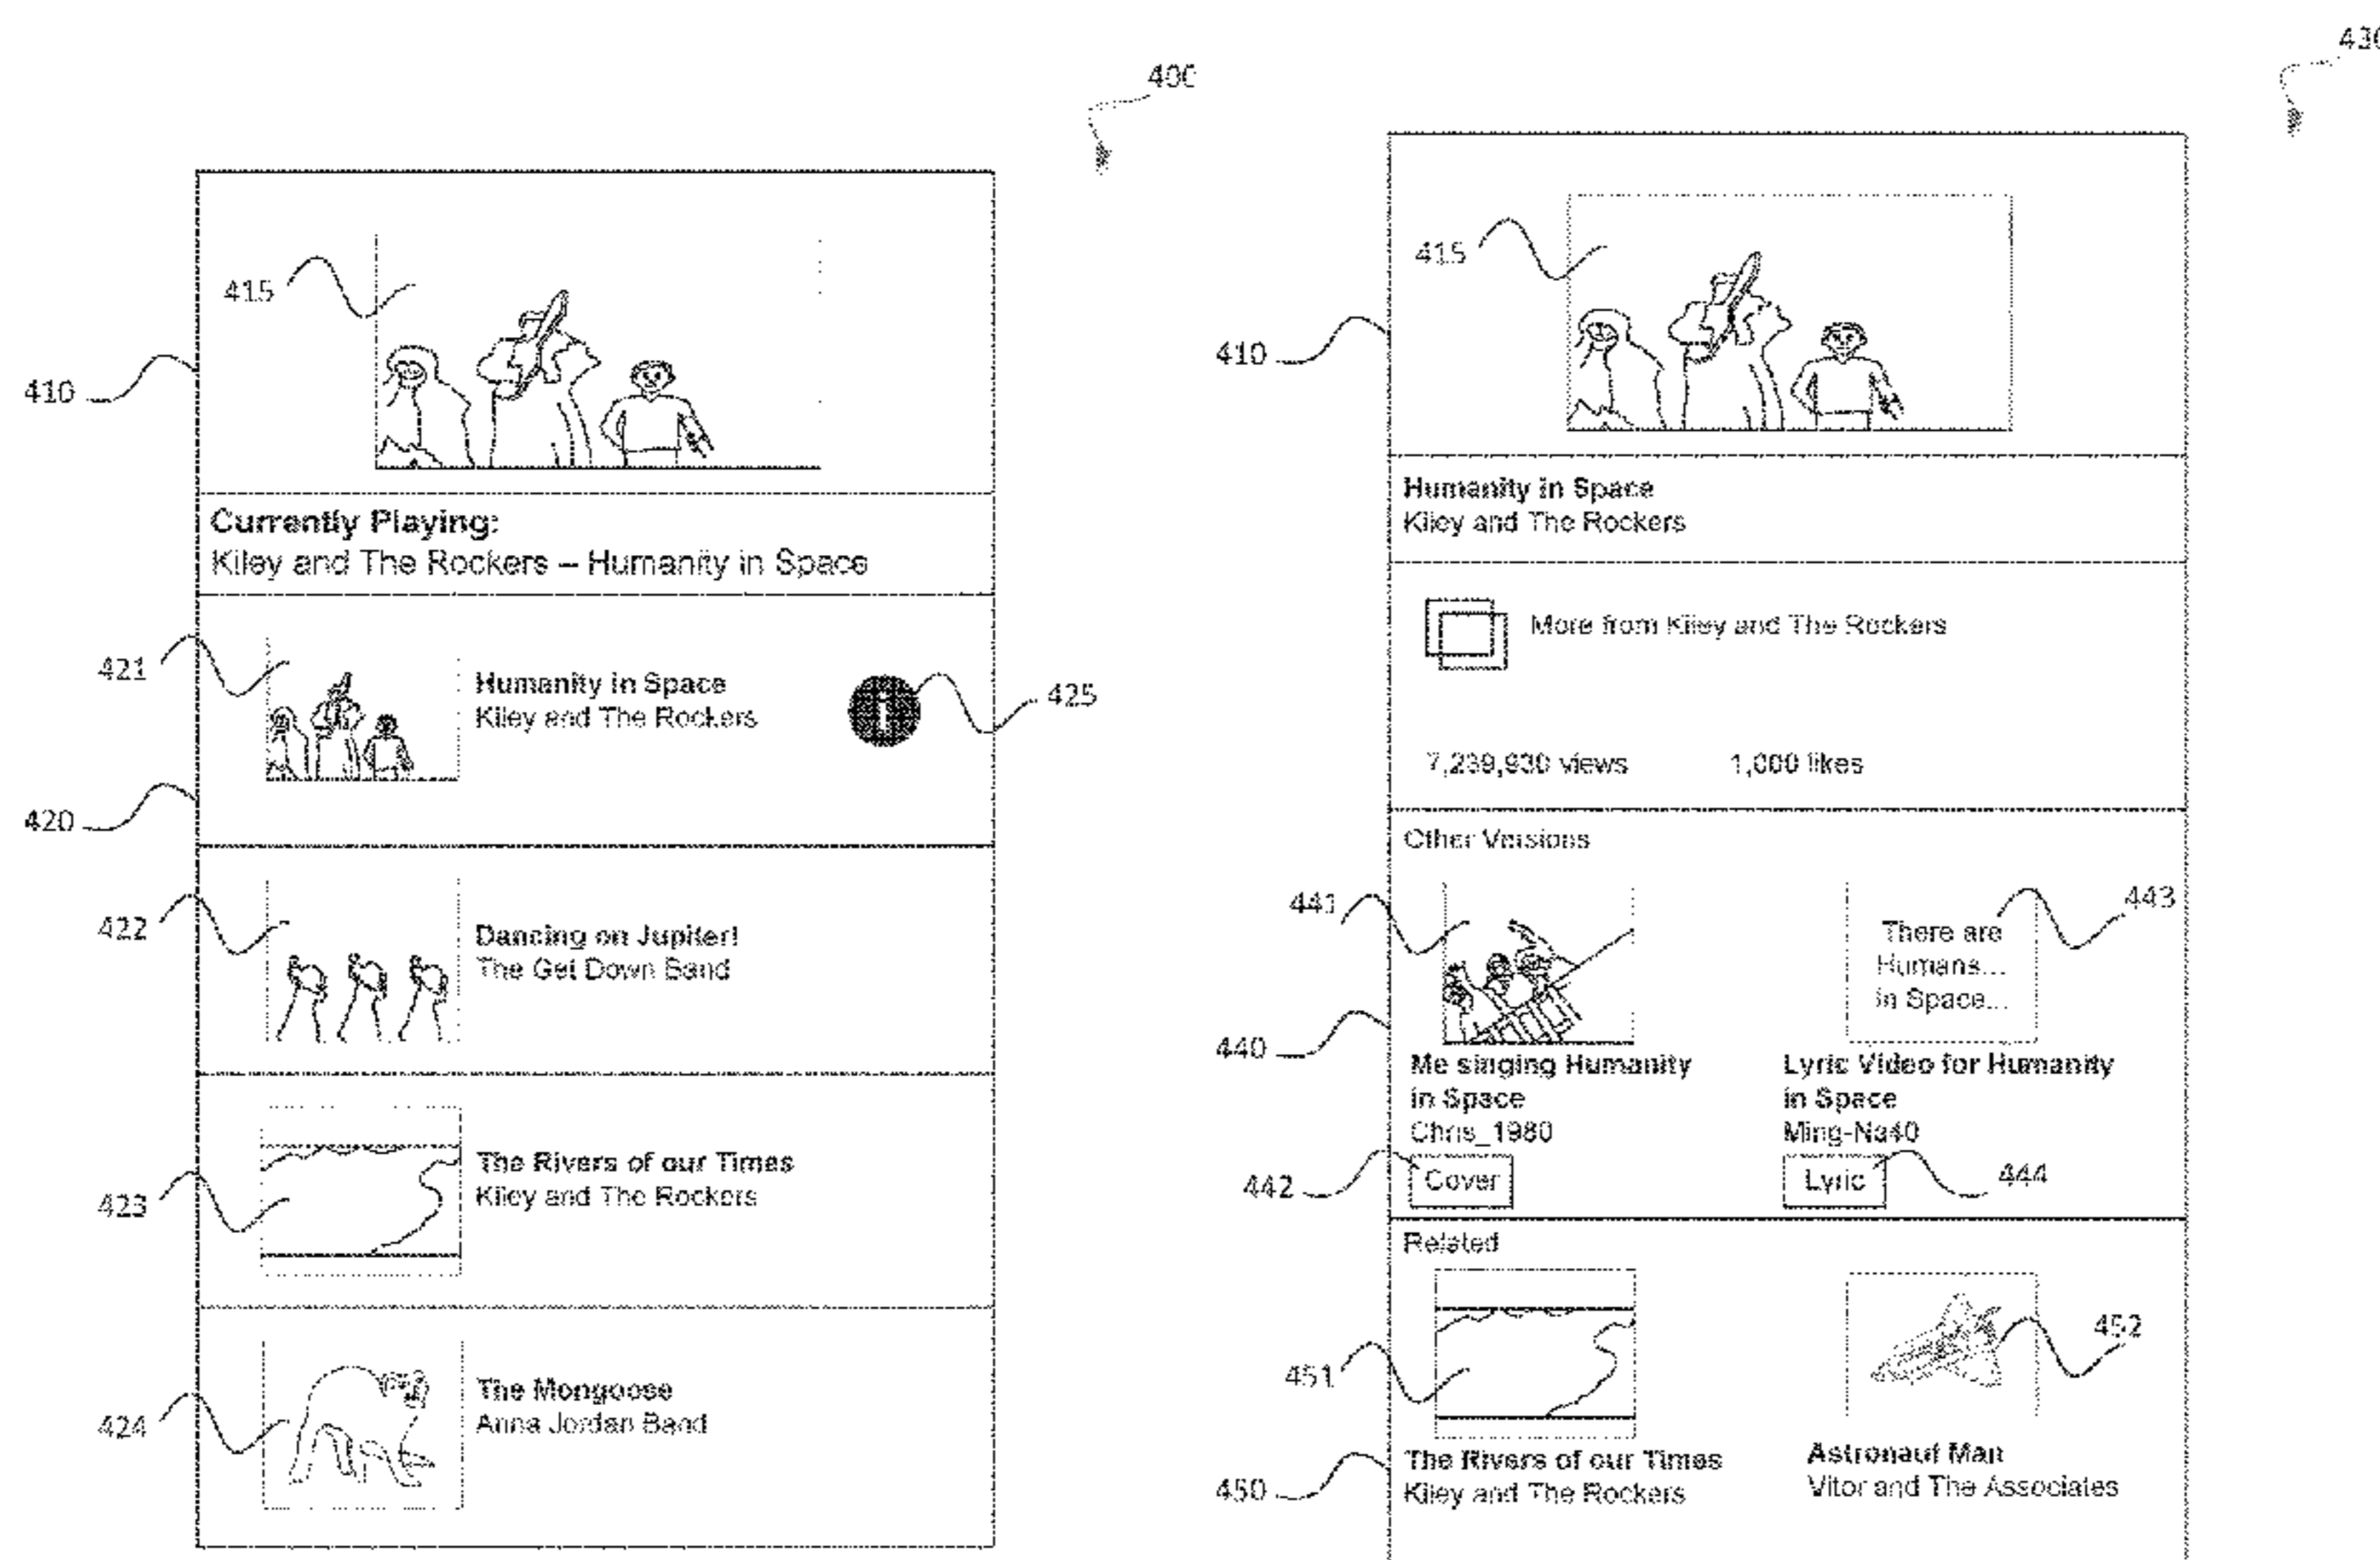 400
415
410
Currently Playing:
Kiley and The Rockers – Humanity in Space
421
Humanity in Space
Kiley and The Rockers
425
420
422
Dancing on Jupiter!
The Get Down Band
423
The Rivers of our Times
Kiley and The Rockers
424
The Mongoose
Anna Jordan Band
430
415
410
Humanity in Space
Kiley and The Rockers
More from Kiley and The Rockers
7,239,930 views
1,000 likes
Other Versions
441
443
There are
Humans...
in Space...
440
Me singing Humanity
in Space
Chris_1980
Lyric Video for Humanity
in Space
Ming-Na40
442
Cover
Lyric
444
Related
451
452
450
The Rivers of our Times
Kiley and The Rockers
Astronaut Man
Vitor and The Associates